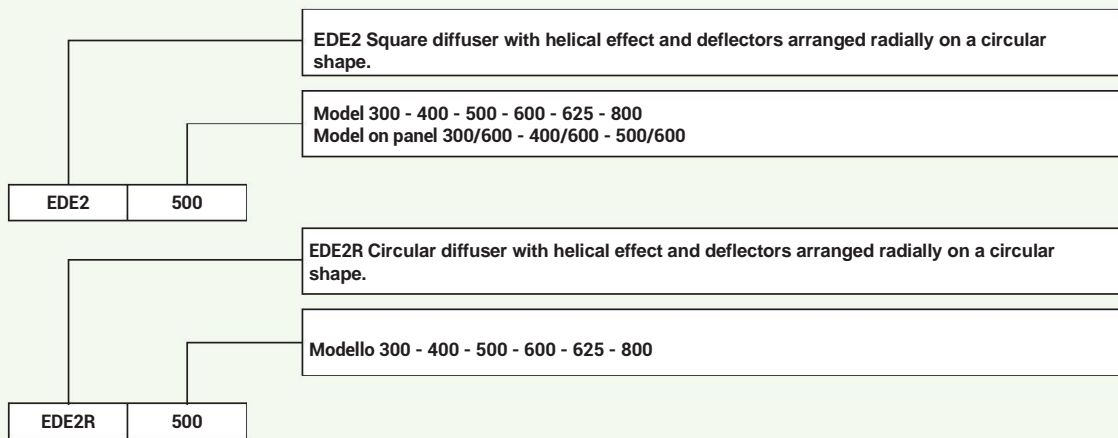 EDE2 Square diffuser with helical effect and deflectors arranged radially on a circular
shape.
Model 300 - 400 - 500 - 600 - 625 - 800
Model on panel 300/600 - 400/600 - 500/600
EDE2 500
EDE2R Circular diffuser with helical effect and deflectors arranged radially on a circular
shape.
Modello 300 - 400 - 500 - 600 - 625 - 800
EDE2R 500